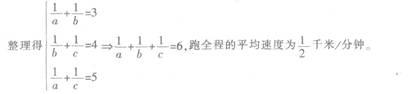 1/a+1/b=3
整理得 1/b+1/c=4 ⇒ 1/a+1/b+1/c=6,跑全程的平均速度为1/2千米/分钟。
1/a+1/c=5